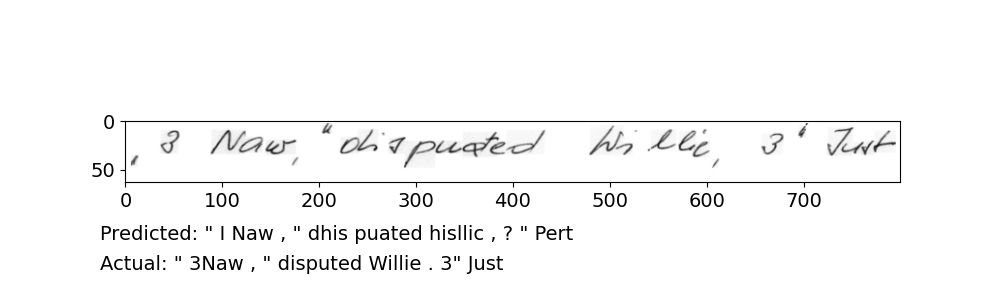 , 3 Naw, " dispuated Willie, 3 " Just
0
50
0 100 200 300 400 500 600 700
Predicted: " I Naw , " dhis puated hisllic , ? " Pert
Actual: " 3Naw , " disputed Willie . 3" Just